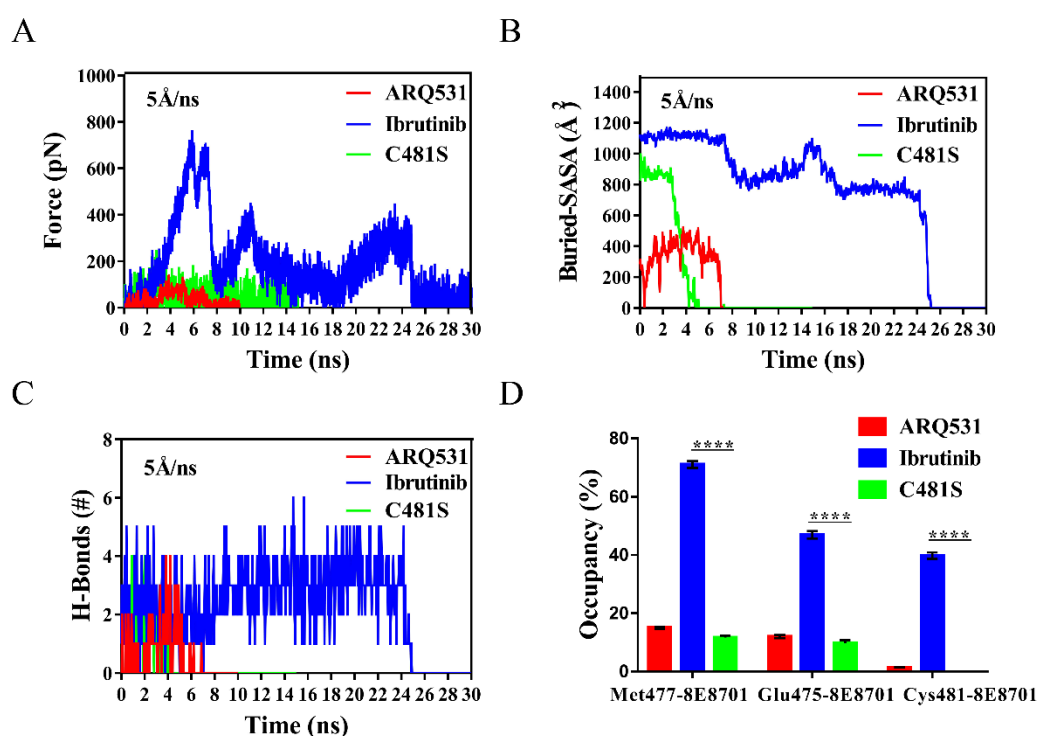 A
Force (pN)
1000
800
600
400
200
0
5Å/ns
ARQ531
Ibrutinib
C481S
0 2 4 6 8 10 12 14 16 18 20 22 24 26 28 30
Time (ns)
B
Buried-SASA (Å²)
1400
1200
1000
800
600
400
200
0
5Å/ns
ARQ531
Ibrutinib
C481S
0 2 4 6 8 10 12 14 16 18 20 22 24 26 28 30
Time (ns)
C
H-Bonds (#)
8
6
4
2
0
5Å/ns
ARQ531
Ibrutinib
C481S
0 2 4 6 8 10 12 14 16 18 20 22 24 26 28 30
Time (ns)
D
Occupancy (%)
80
60
40
20
0
ARQ531
Ibrutinib
C481S
****
****
****
Met477-8E8701 Glu475-8E8701 Cys481-8E8701